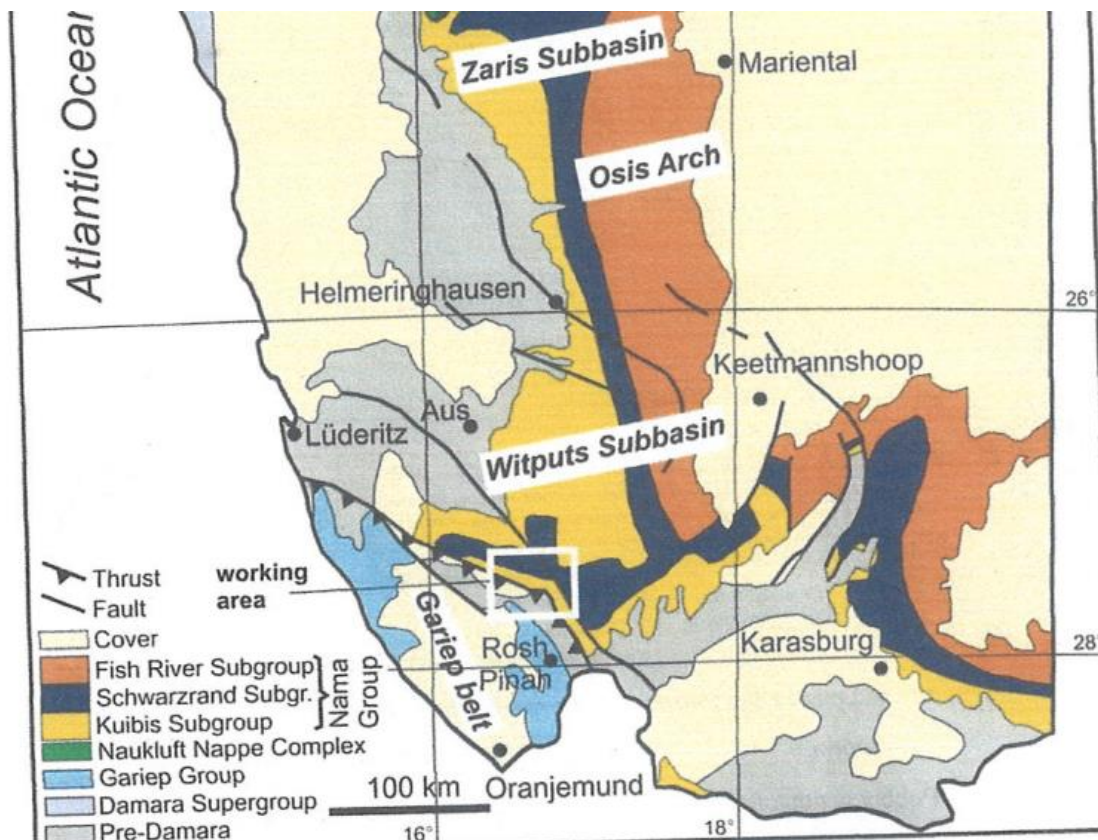 Atlantic Ocean
Zaris Subbasin
Mariental
Osis Arch
Helmeringhausen
26°
Keetmannshoop
Aus
Lüderitz
Witputs Subbasin
Thrust
Fault
working
area
Gariep belt
Cover
Rosh
Pinah
Karasburg
28°
Fish River Subgroup
Schwarzrand Subgr.
Kuibis Subgroup
Nama
Group
Naukluft Nappe Complex
Gariep Group
Damara Supergroup
Pre-Damara
100 km
Oranjemund
16°
18°